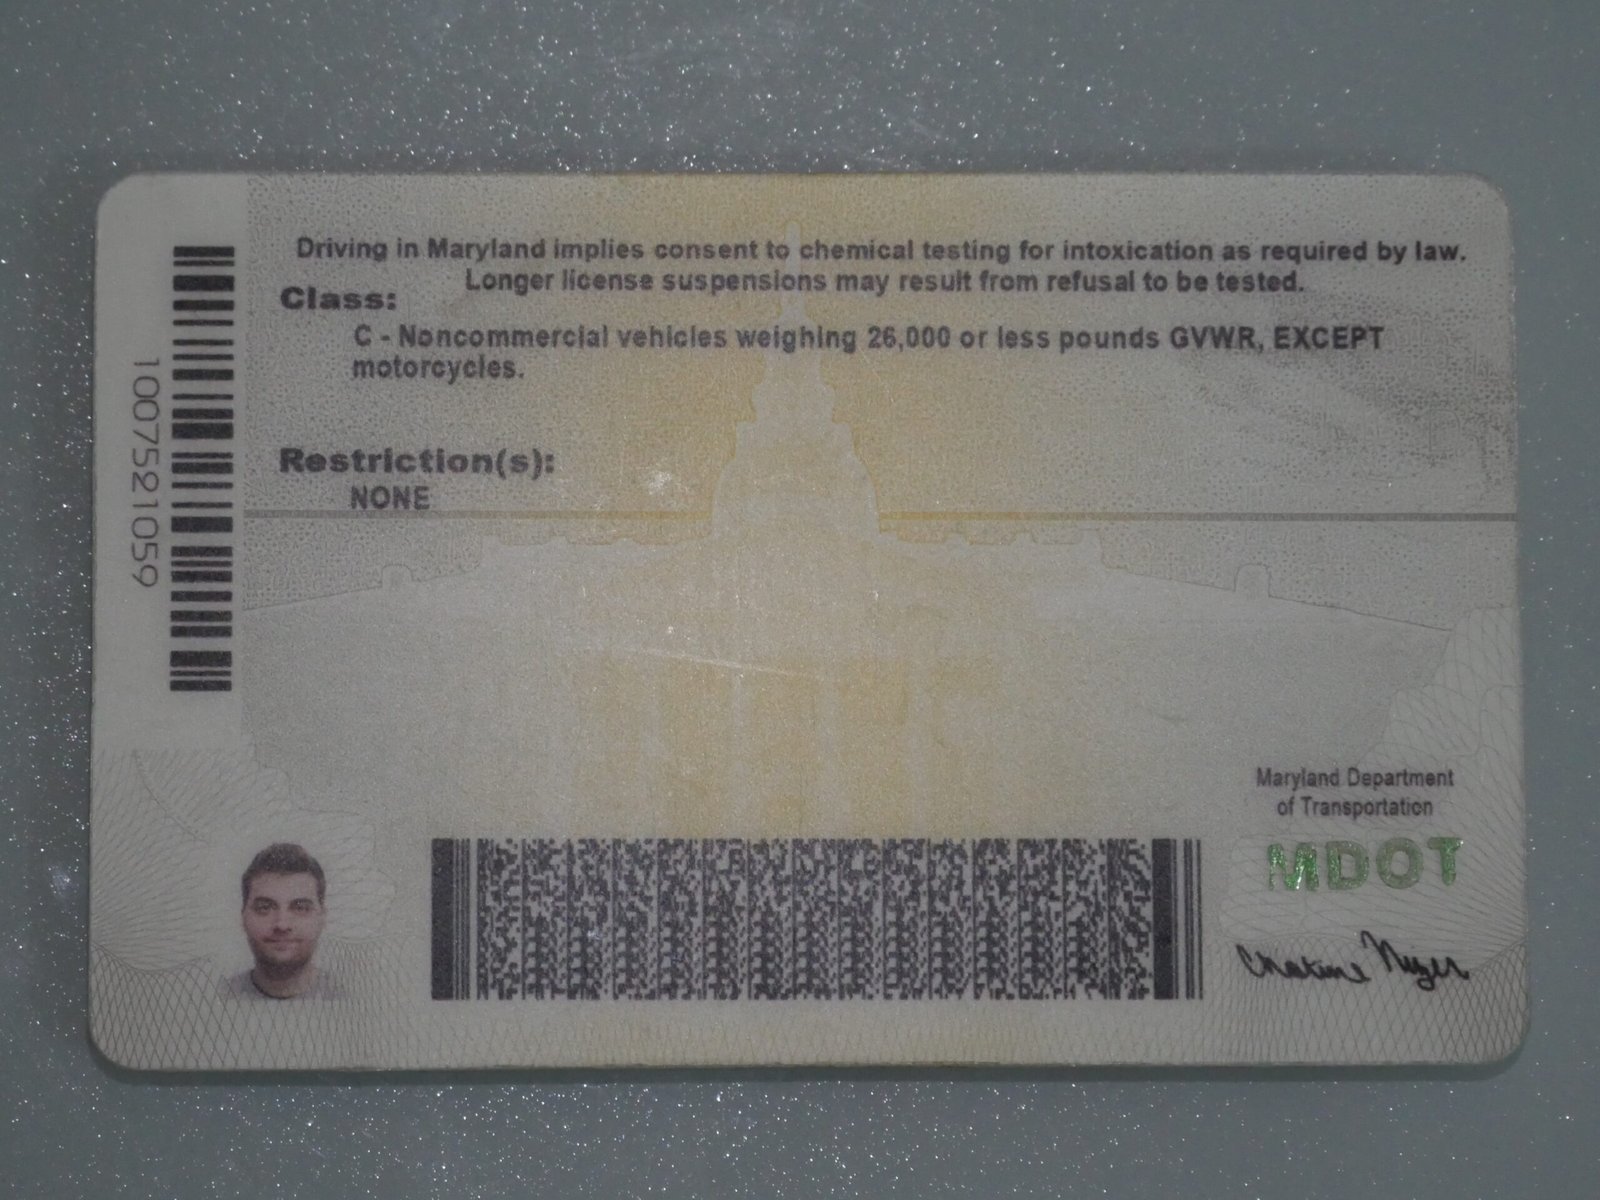 Driving in Maryland implies consent to chemical testing for intoxication as required by law.
Longer license suspensions may result from refusal to be tested.
Class:
C - Noncommercial vehicles weighing 26,000 or less pounds GVWR, EXCEPT
motorcycles.
Restriction(s):
NONE
1007521059
Maryland Department
of Transportation
MDOT
Christine Nizer